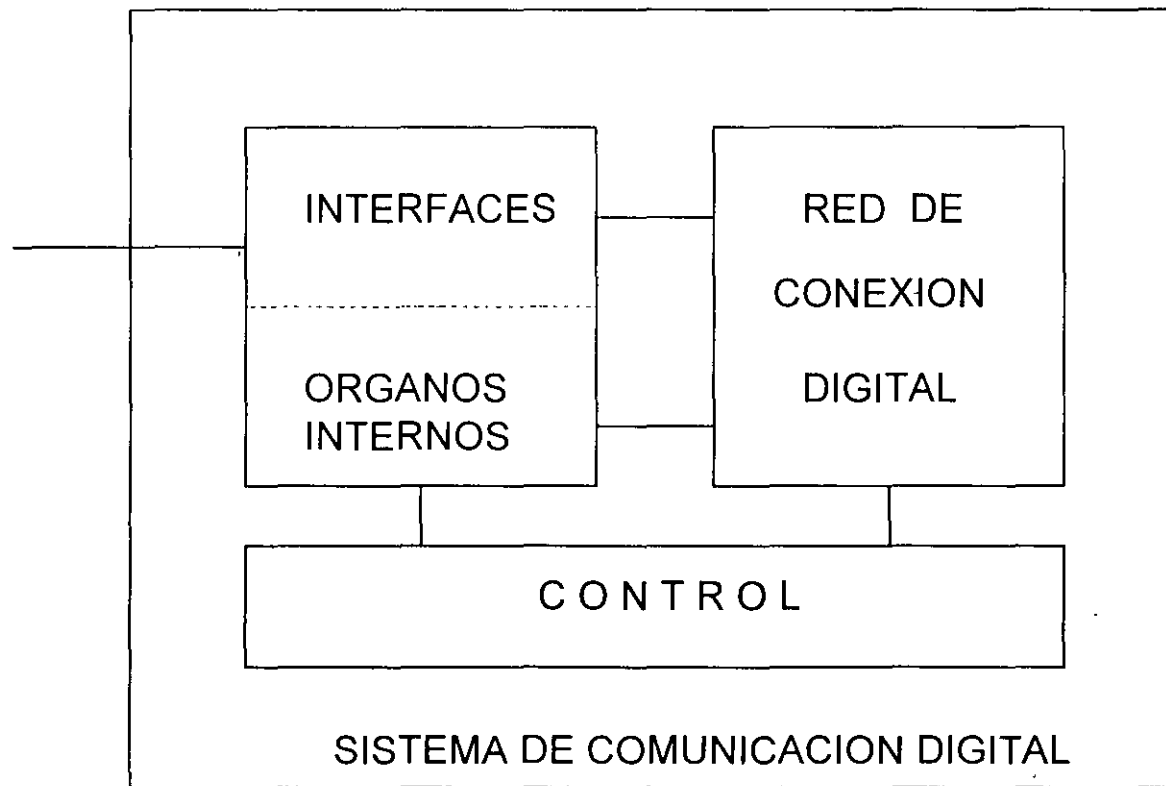 INTERFACES
ORGANOS
INTERNOS
RED DE
CONEXION
DIGITAL
CONTROL
SISTEMA DE COMUNICACION DIGITAL